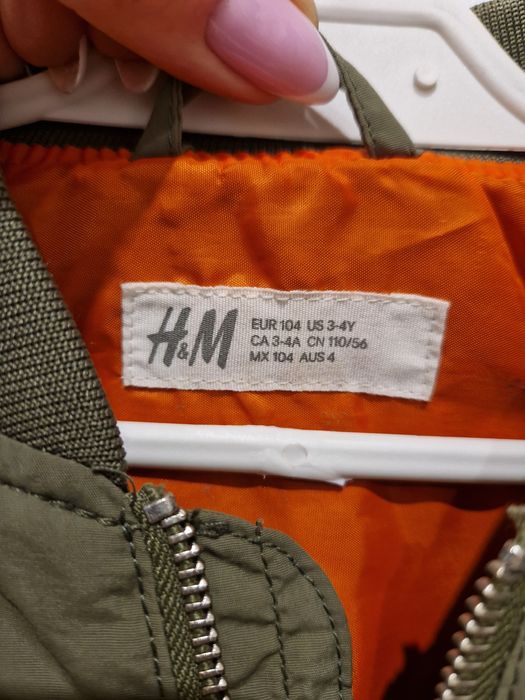 H&M
EUR 104 US 3-4Y
CA 3-4A CN 110/56
MX 104 AUS 4